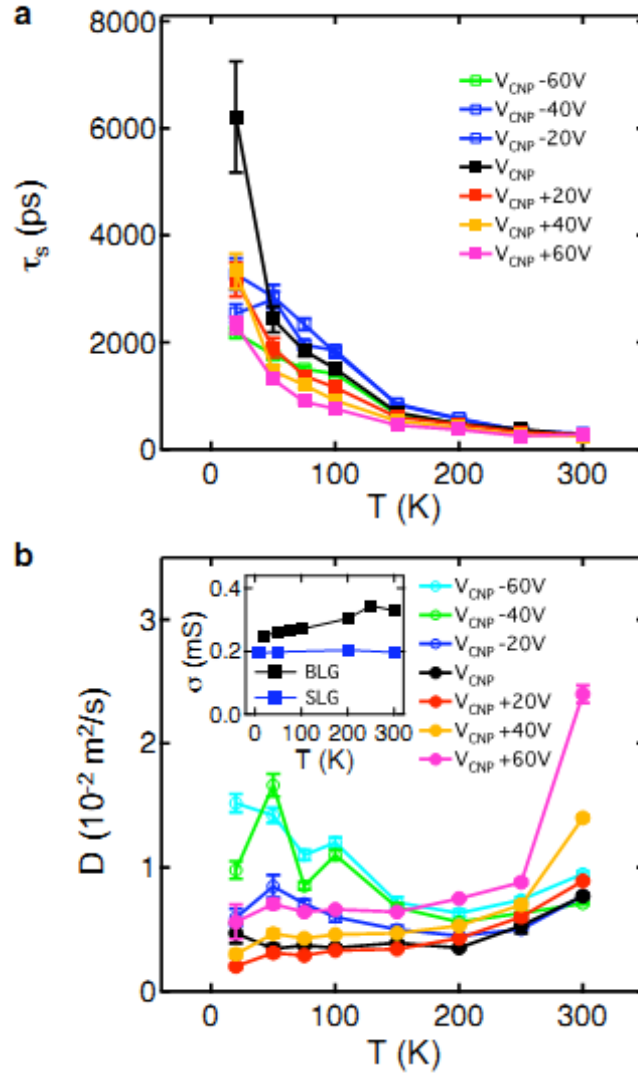 a
8000
6000
4000
2000
0
τs (ps)
VCNP -60V
VCNP -40V
VCNP -20V
VCNP
VCNP +20V
VCNP +40V
VCNP +60V
0 100 200 300
T (K)
b
3
2
1
0
D (10-2 m2/s)
0.4
0.2
0.0
σ (mS)
BLG
SLG
0 100 200 300
T (K)
VCNP -60V
VCNP -40V
VCNP -20V
VCNP
VCNP +20V
VCNP +40V
VCNP +60V
0 100 200 300
T (K)